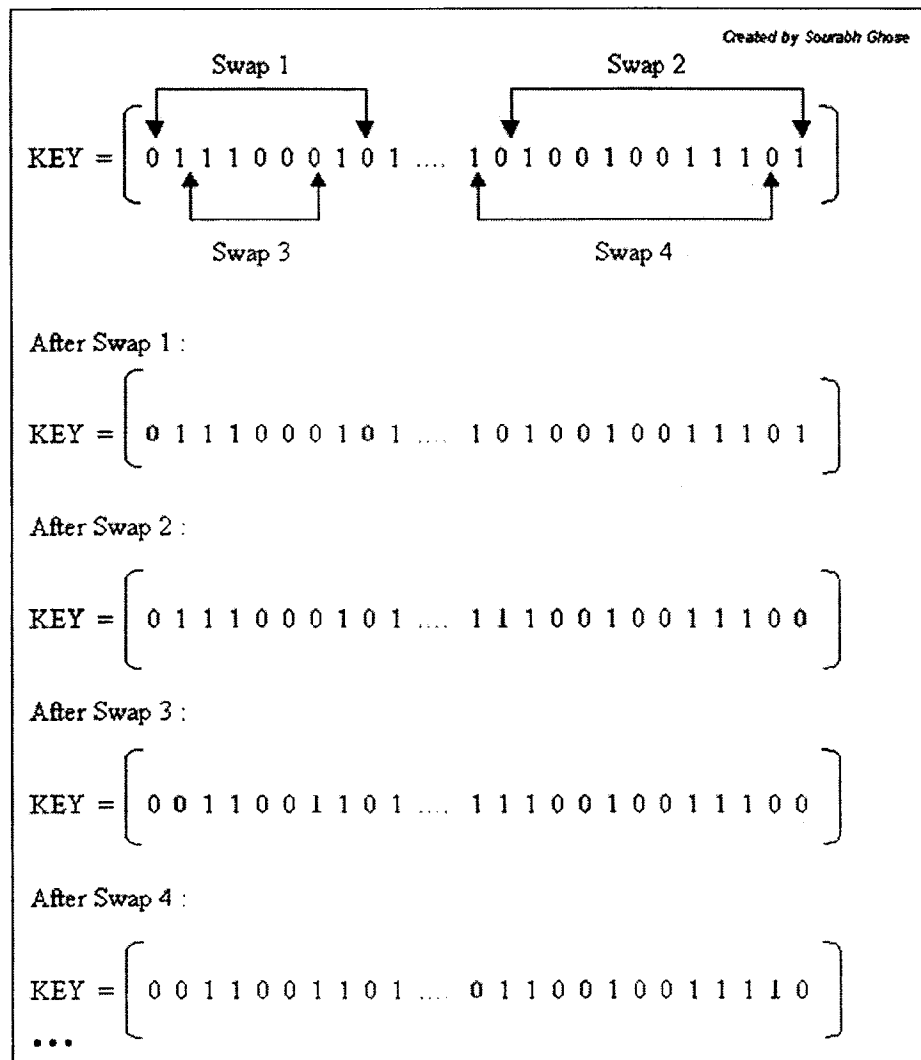 Created by Sourabh Ghose
Swap 1 Swap 2
KEY = 0 1 1 1 0 0 0 1 0 1 .... 1 0 1 0 0 1 0 0 1 1 1 0 1
Swap 3 Swap 4
After Swap 1 :
KEY = 0 1 1 1 0 0 0 1 0 1 .... 1 0 1 0 0 1 0 0 1 1 1 0 1
After Swap 2 :
KEY = 0 1 1 1 0 0 0 1 0 1 .... 1 1 1 0 0 1 0 0 1 1 1 0 0
After Swap 3 :
KEY = 0 0 1 1 0 0 1 1 0 1 .... 1 1 1 0 0 1 0 0 1 1 1 0 0
After Swap 4 :
KEY = 0 0 1 1 0 0 1 1 0 1 .... 0 1 1 0 0 1 0 0 1 1 1 1 0
...